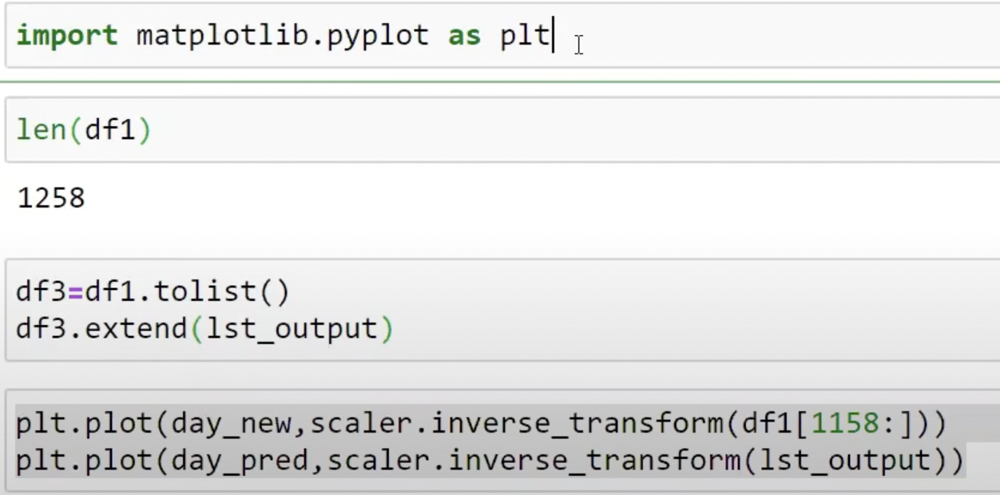 import matplotlib.pyplot as plt
len(df1)
1258
df3=df1.tolist()
df3.extend(lst_output)
plt.plot(day_new,scaler.inverse_transform(df1[1158:]))
plt.plot(day_pred,scaler.inverse_transform(lst_output))